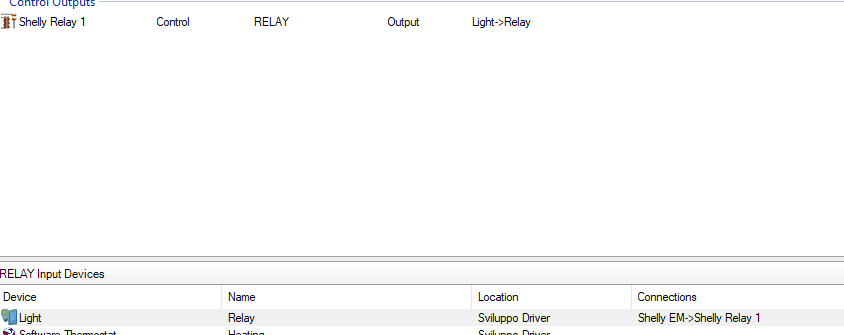 Control Outputs
Shelly Relay 1 Control RELAY Output Light->Relay
RELAY Input Devices
Device Name Location Connections
Light Relay Sviluppo Driver Shelly EM->Shelly Relay 1
Software Thermostat Heating Sviluppo Driver